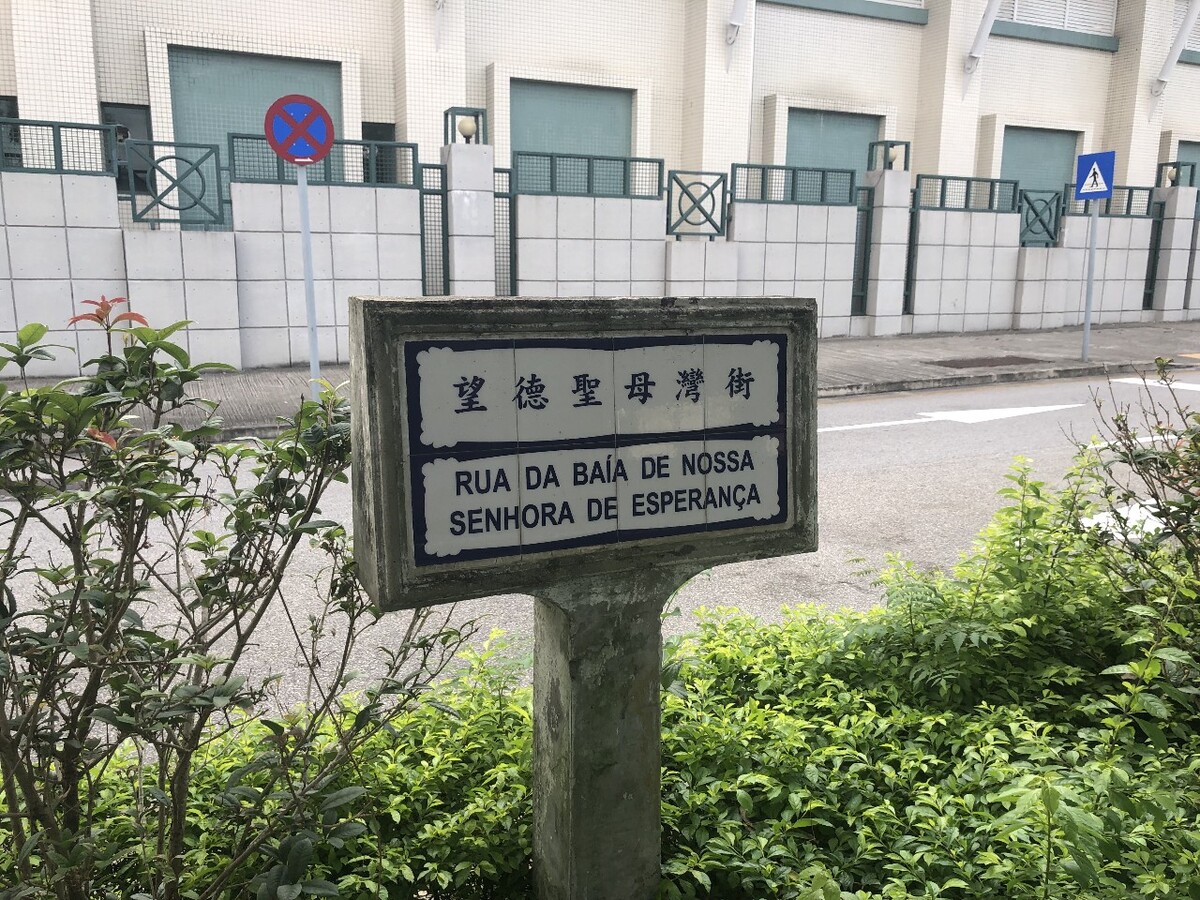 望德聖母灣街
RUA DA BAÍA DE NOSSA
SENHORA DE ESPERANÇA